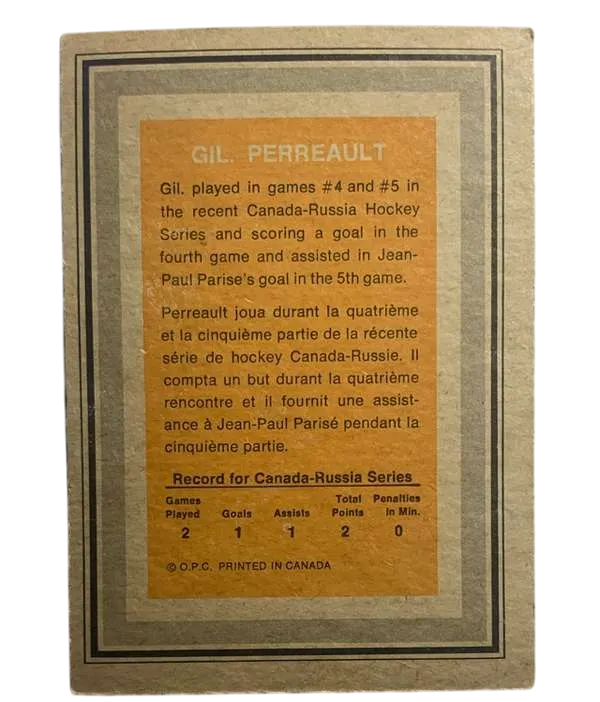 GIL. PERREAULT
Gil. played in games #4 and #5 in
the recent Canada-Russia Hockey
Series and scoring a goal in the
fourth game and assisted in Jean-
Paul Parise's goal in the 5th game.
Perreault joua durant la quatrième
et la cinquième partie de la récente
série de hockey Canada-Russie. Il
compta un but durant la quatrième
rencontre et il fournit une assist-
ance à Jean-Paul Parisé pendant la
cinquième partie.
Record for Canada-Russia Series
Games Total Penalties
Played Goals Assists Points In Min.
2 1 1 2 0
© O.P.C. PRINTED IN CANADA